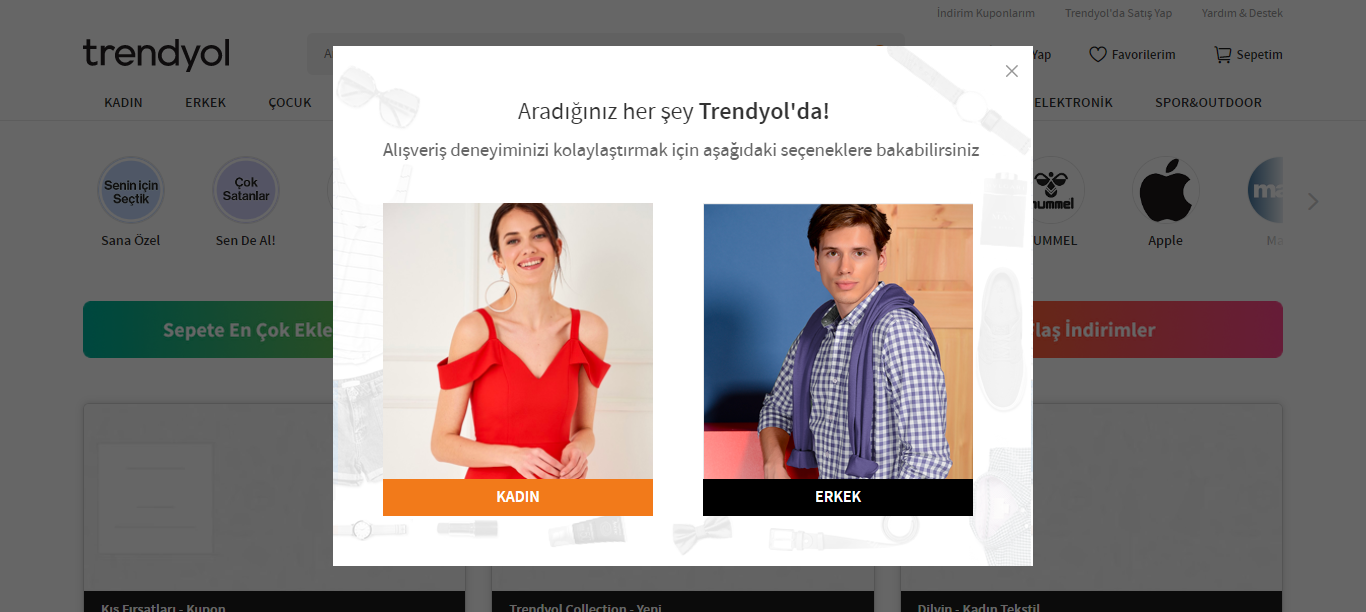 İndirim Kuponlarım Trendyol'da Satış Yap Yardım & Destek
trendyol
Yap Favorilerim Sepetim
KADIN ERKEK ÇOCUK ELEKTRONİK SPOR&OUTDOOR
Aradığınız her şey Trendyol'da!
Alışveriş deneyiminizi kolaylaştırmak için aşağıdaki seçeneklere bakabilirsiniz
Senin için
Seçtik
Çok
Satanlar
Sana Özel Sen De Al! Apple
Sepete En Çok Ekle
İndirimler
KADIN
ERKEK
Kış Fırsatları - Kupon
Trendyol Collection - Yeni
Dilvin - Kadın Tekstil